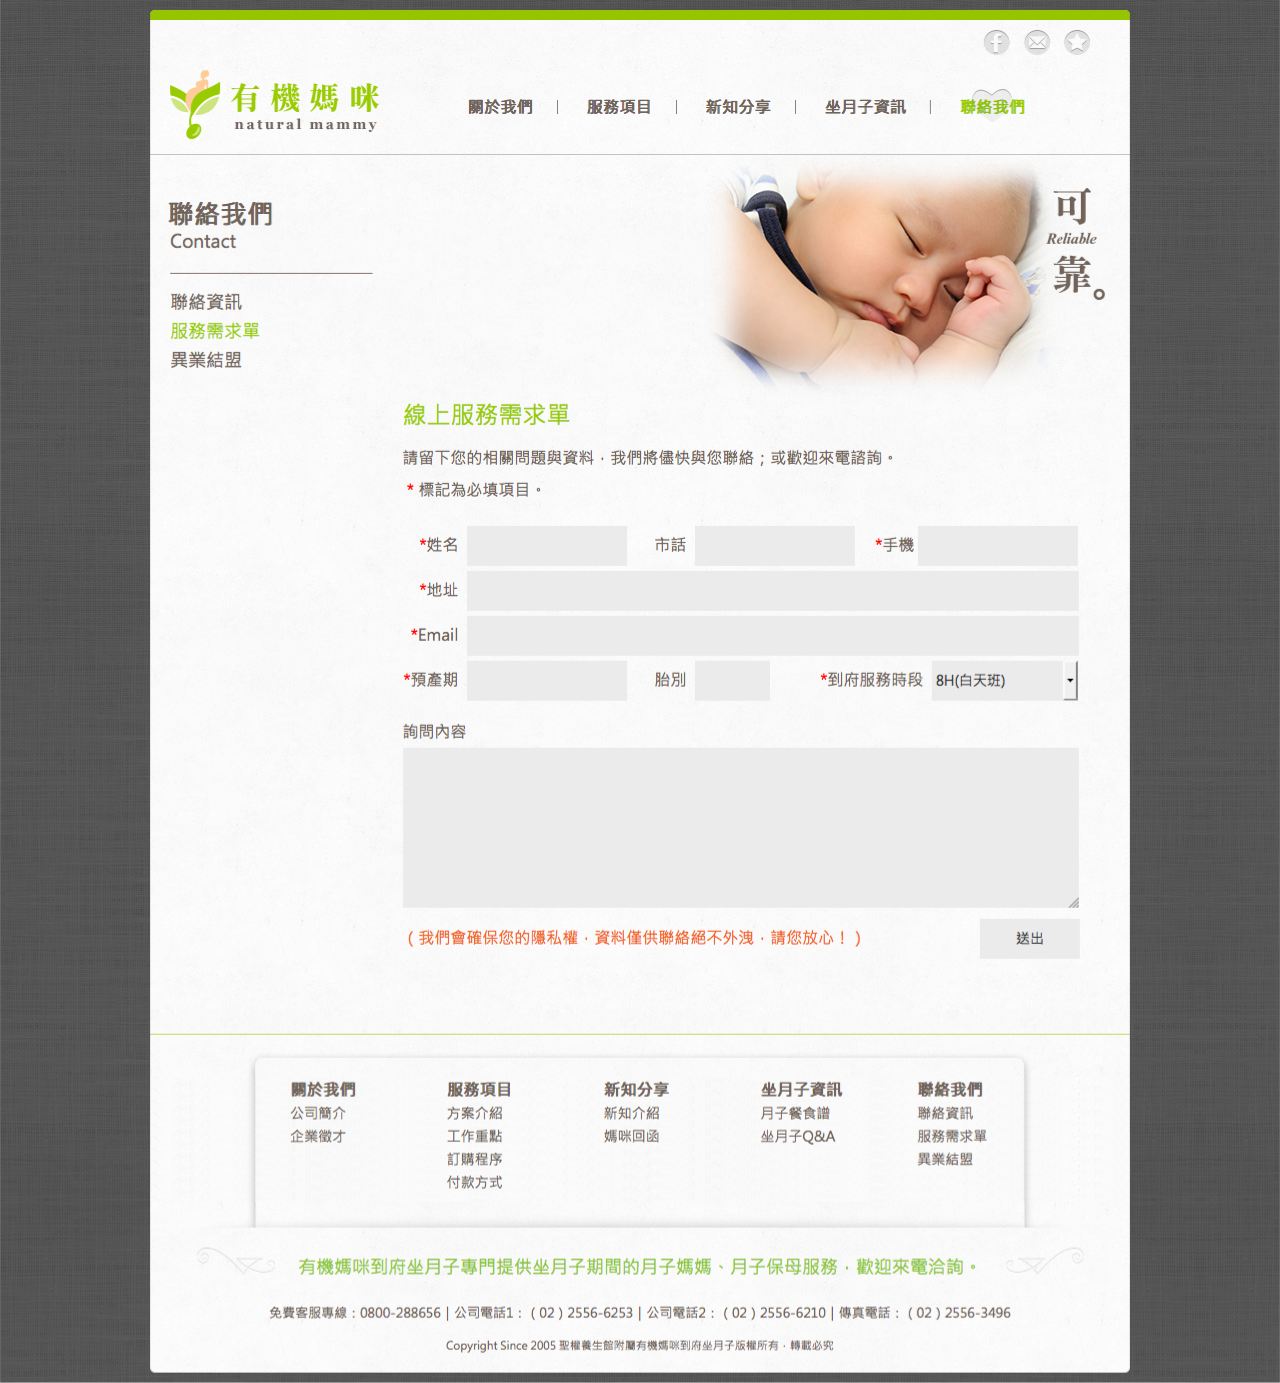 有機媽咪
natural mammy
關於我們 | 服務項目 | 新知分享 | 坐月子資訊 | 聯絡我們
聯絡我們
Contact
聯絡資訊
服務需求單
異業結盟
可
Reliable
靠。
線上服務需求單
請留下您的相關問題與資料，我們將儘快與您聯絡；或歡迎來電諮詢。
* 標記為必填項目。
*姓名 市話 *手機
*地址
*Email
*預產期 胎別 *到府服務時段 8H(白天班)
詢問內容
( 我們會確保您的隱私權，資料僅供聯絡絕不外洩，請您放心！ )
送出
關於我們
公司簡介
企業徵才
服務項目
方案介紹
工作重點
訂購程序
付款方式
新知分享
新知介紹
媽咪回函
坐月子資訊
月子餐食譜
坐月子Q&A
聯絡我們
聯絡資訊
服務需求單
異業結盟
有機媽咪到府坐月子專門提供坐月子期間的月子媽媽、月子保母服務，歡迎來電洽詢。
免費客服專線：0800-288656 | 公司電話1：( 02 ) 2556-6253 | 公司電話2：( 02 ) 2556-6210 | 傳真電話：( 02 ) 2556-3496
Copyright Since 2005 聖權養生館附屬有機媽咪到府坐月子版權所有，轉載必究